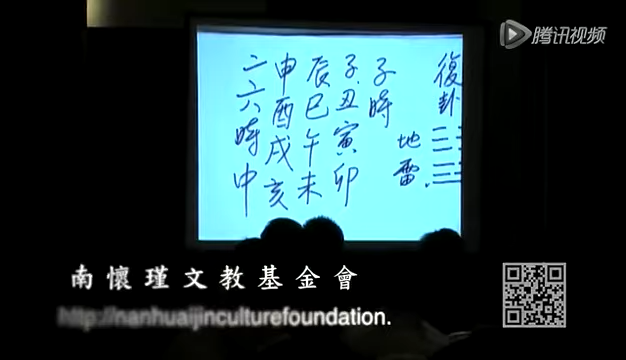 腾讯视频
復卦
地雷
子時
子丑寅卯
辰巳午未
申酉戌亥
二六時中
南懷瑾文教基金會
http://nanhuaijinculturefoundation.